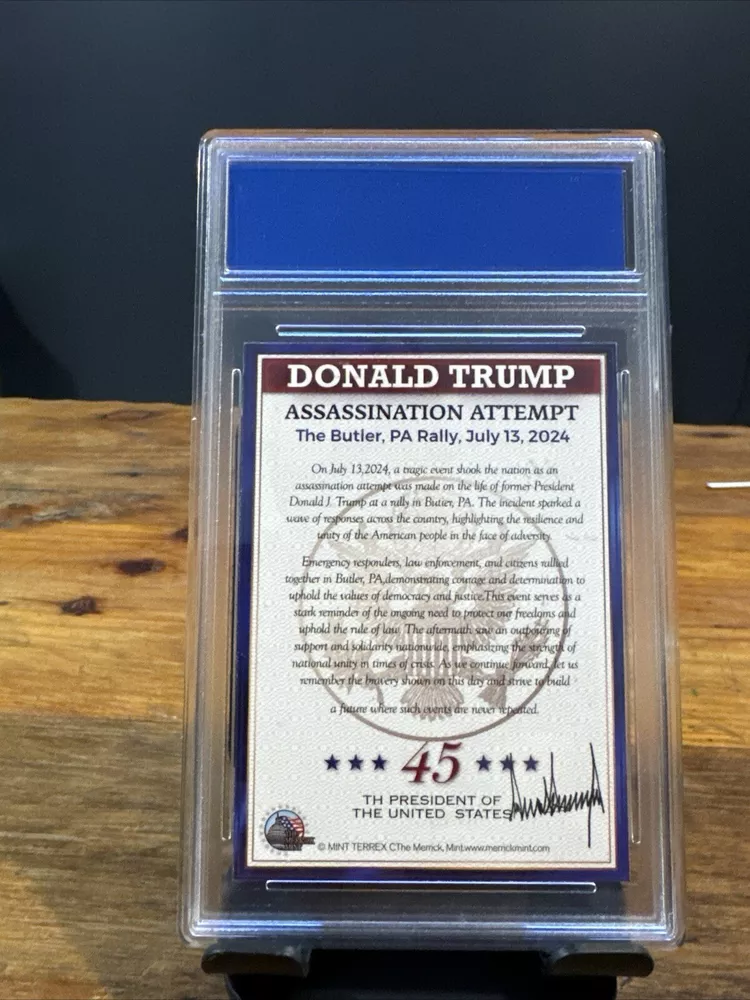 DONALD TRUMP
ASSASSINATION ATTEMPT
The Butler, PA Rally, July 13, 2024
On July 13,2024, a tragic event shook the nation as an
assassination attempt was made on the life of former President
Donald J. Trump at a rally in Butler, PA. The incident sparked a
wave of responses across the country, highlighting the resilience and
unity of the American people in the face of adversity.
Emergency responders, law enforcement, and citizens rallied
together in Butler, PA,demonstrating courage and determination to
uphold the values of democracy and justice.This event serves as a
stark reminder of the ongoing need to protect our freedoms and
uphold the rule of law. The aftermath saw an outpouring of
support and solidarity nationwide, emphasizing the strength of
national unity in times of crisis. As we continue forward, let us
remember the bravery shown on this day and strive to build
a future where such events are never repeated.
45
TH PRESIDENT OF
THE UNITED STATES
© MINT TERREX CThe Merrick, Mint.www.merrickmint.com